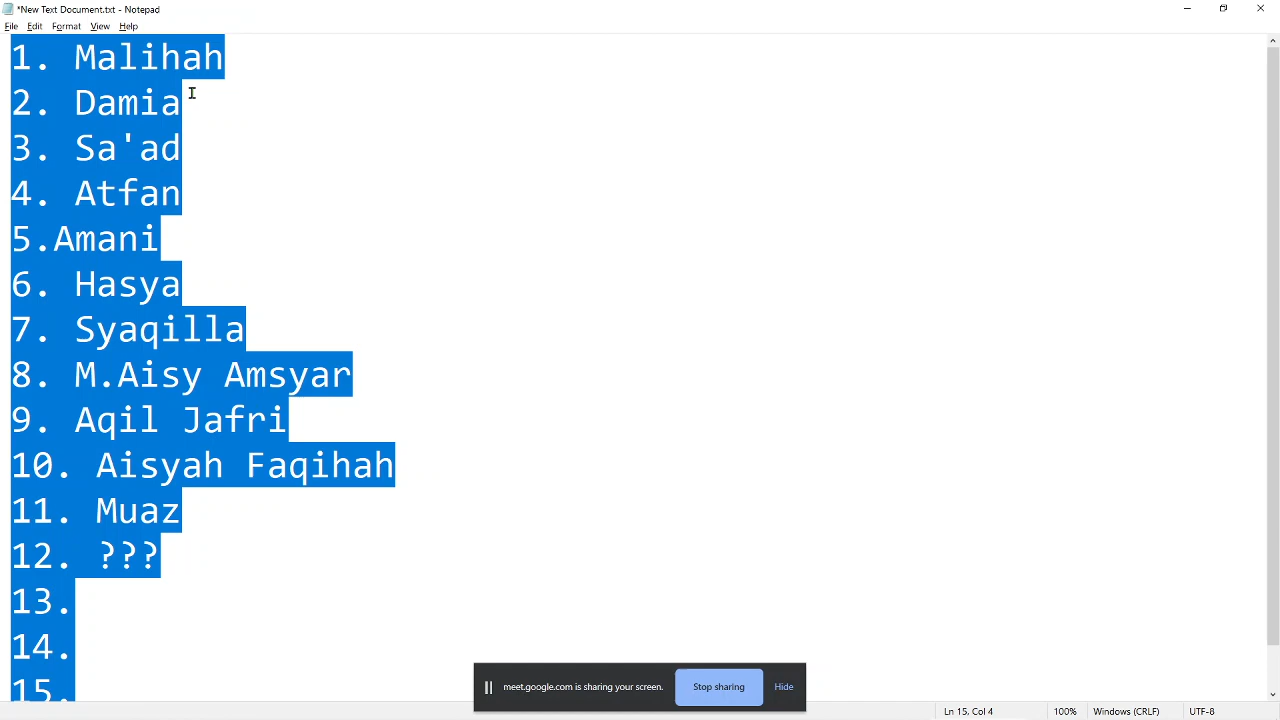 *New Text Document.txt - Notepad
File Edit Format View Help
1. Malihah
2. Damia
3. Sa'ad
4. Atfan
5.Amani
6. Hasya
7. Syaqilla
8. M.Aisy Amsyar
9. Aqil Jafri
10. Aisyah Faqihah
11. Muaz
12. ???
13.
14.
15.
meet.google.com is sharing your screen. Stop sharing Hide
Ln 15, Col 4 100% Windows (CRLF) UTF-8